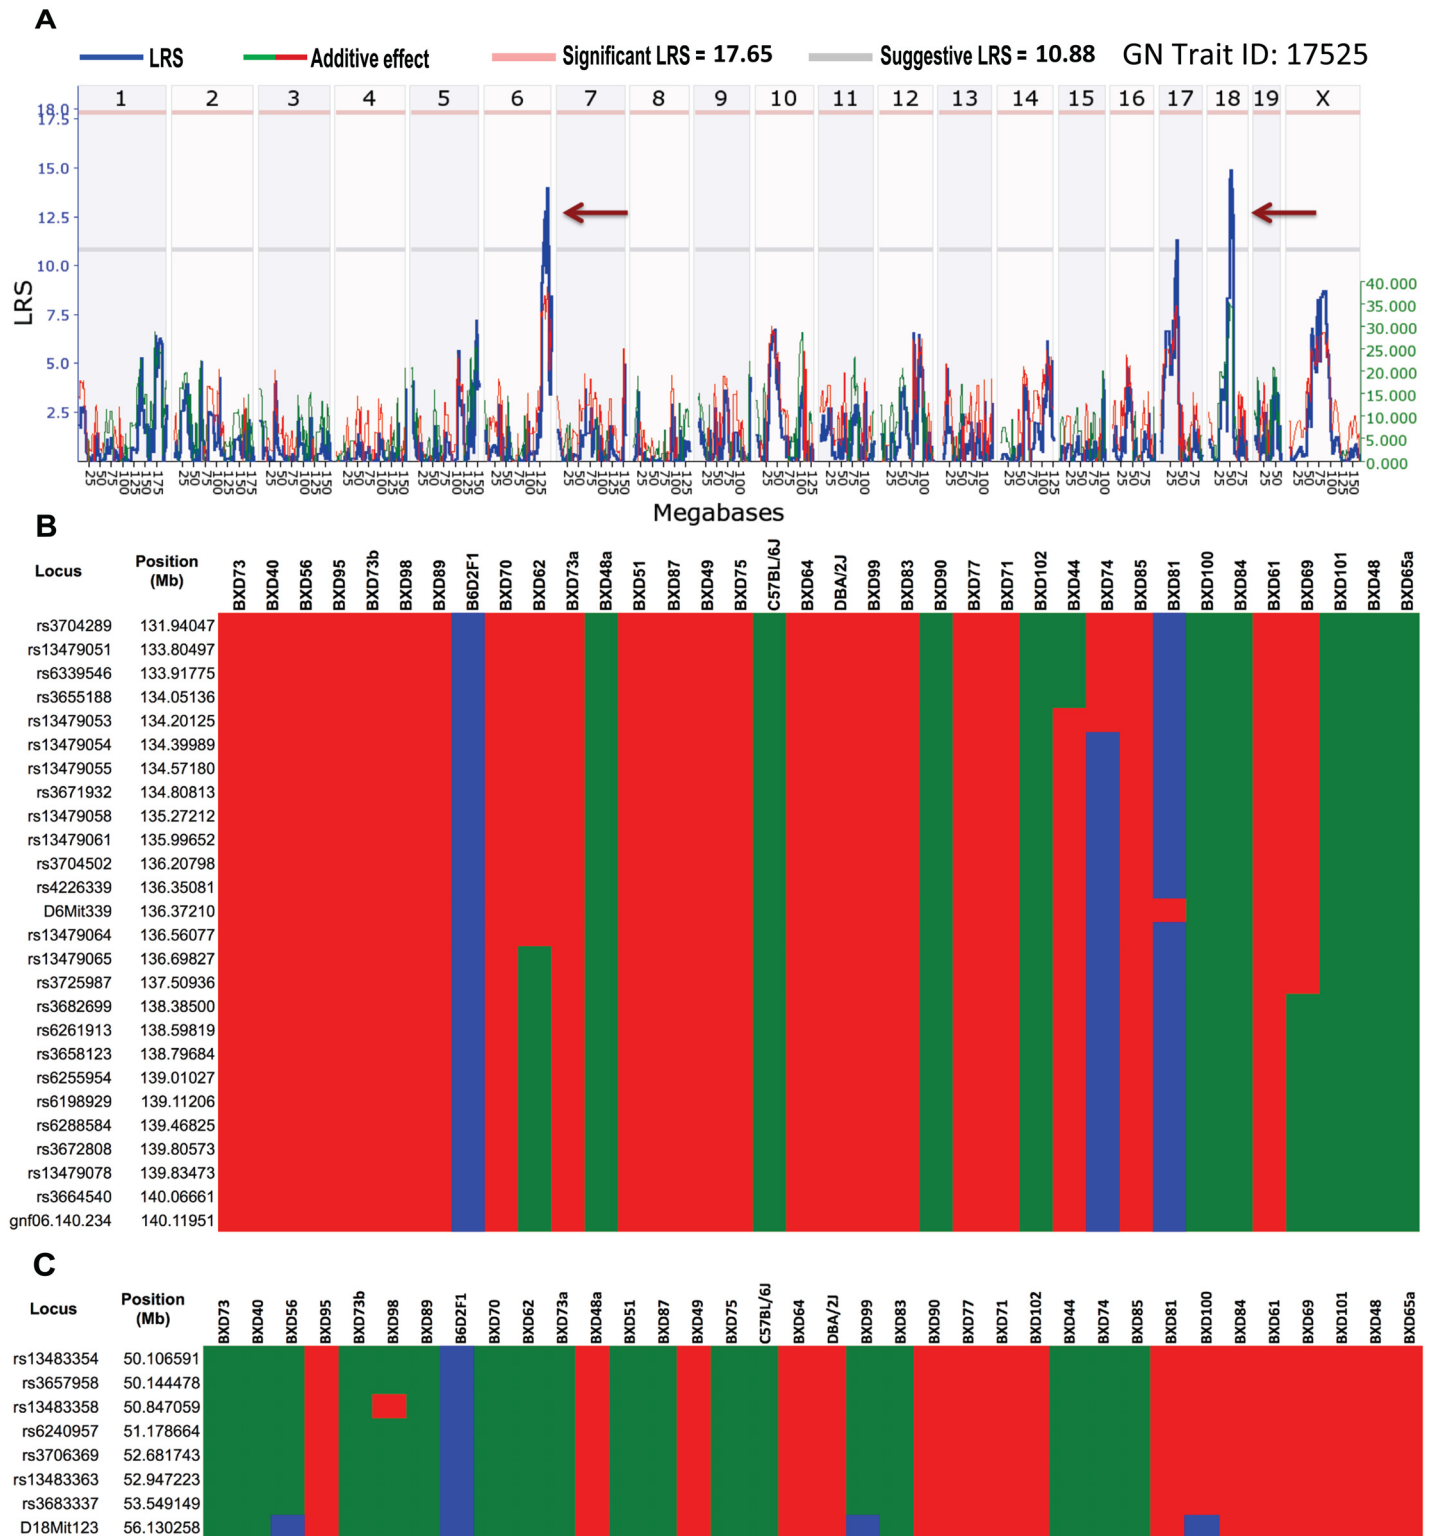 A
LRS Additive effect Significant LRS = 17.65 Suggestive LRS = 10.88 GN Trait ID: 17525
1 2 3 4 5 6 7 8 9 10 11 12 13 14 15 16 17 18 19 X
18.0
17.5
15.0
12.5
10.0
7.5
5.0
2.5
LRS
40.000
35.000
30.000
25.000
20.000
15.000
10.000
5.000
0.000
Megabases
B
Locus Position (Mb) BXD73 BXD40 BXD56 BXD95 BXD73b BXD98 BXD89 B6D2F1 BXD70 BXD62 BXD73a BXD48a BXD51 BXD87 BXD49 BXD75 C57BL/6J BXD64 DBA/2J BXD99 BXD83 BXD90 BXD77 BXD71 BXD102 BXD44 BXD74 BXD85 BXD81 BXD100 BXD84 BXD61 BXD69 BXD101 BXD48 BXD65a
rs3704289 131.94047
rs13479051 133.80497
rs6339546 133.91775
rs3655188 134.05136
rs13479053 134.20125
rs13479054 134.39989
rs13479055 134.57180
rs3671932 134.80813
rs13479058 135.27212
rs13479061 135.99652
rs3704502 136.20798
rs4226339 136.35081
D6Mit339 136.37210
rs13479064 136.56077
rs13479065 136.69827
rs3725987 137.50936
rs3682699 138.38500
rs6261913 138.59819
rs3658123 138.79684
rs6255954 139.01027
rs6198929 139.11206
rs6288584 139.46825
rs3672808 139.80573
rs13479078 139.83473
rs3664540 140.06661
gnf06.140.234 140.11951
C
Locus Position (Mb) BXD73 BXD40 BXD56 BXD95 BXD73b BXD98 BXD89 B6D2F1 BXD70 BXD62 BXD73a BXD48a BXD51 BXD87 BXD49 BXD75 C57BL/6J BXD64 DBA/2J BXD99 BXD83 BXD90 BXD77 BXD71 BXD102 BXD44 BXD74 BXD85 BXD81 BXD100 BXD84 BXD61 BXD69 BXD101 BXD48 BXD65a
rs13483354 50.106591
rs3657958 50.144478
rs13483358 50.847059
rs6240957 51.178664
rs3706369 52.681743
rs13483363 52.947223
rs3683337 53.549149
D18Mit123 56.130258